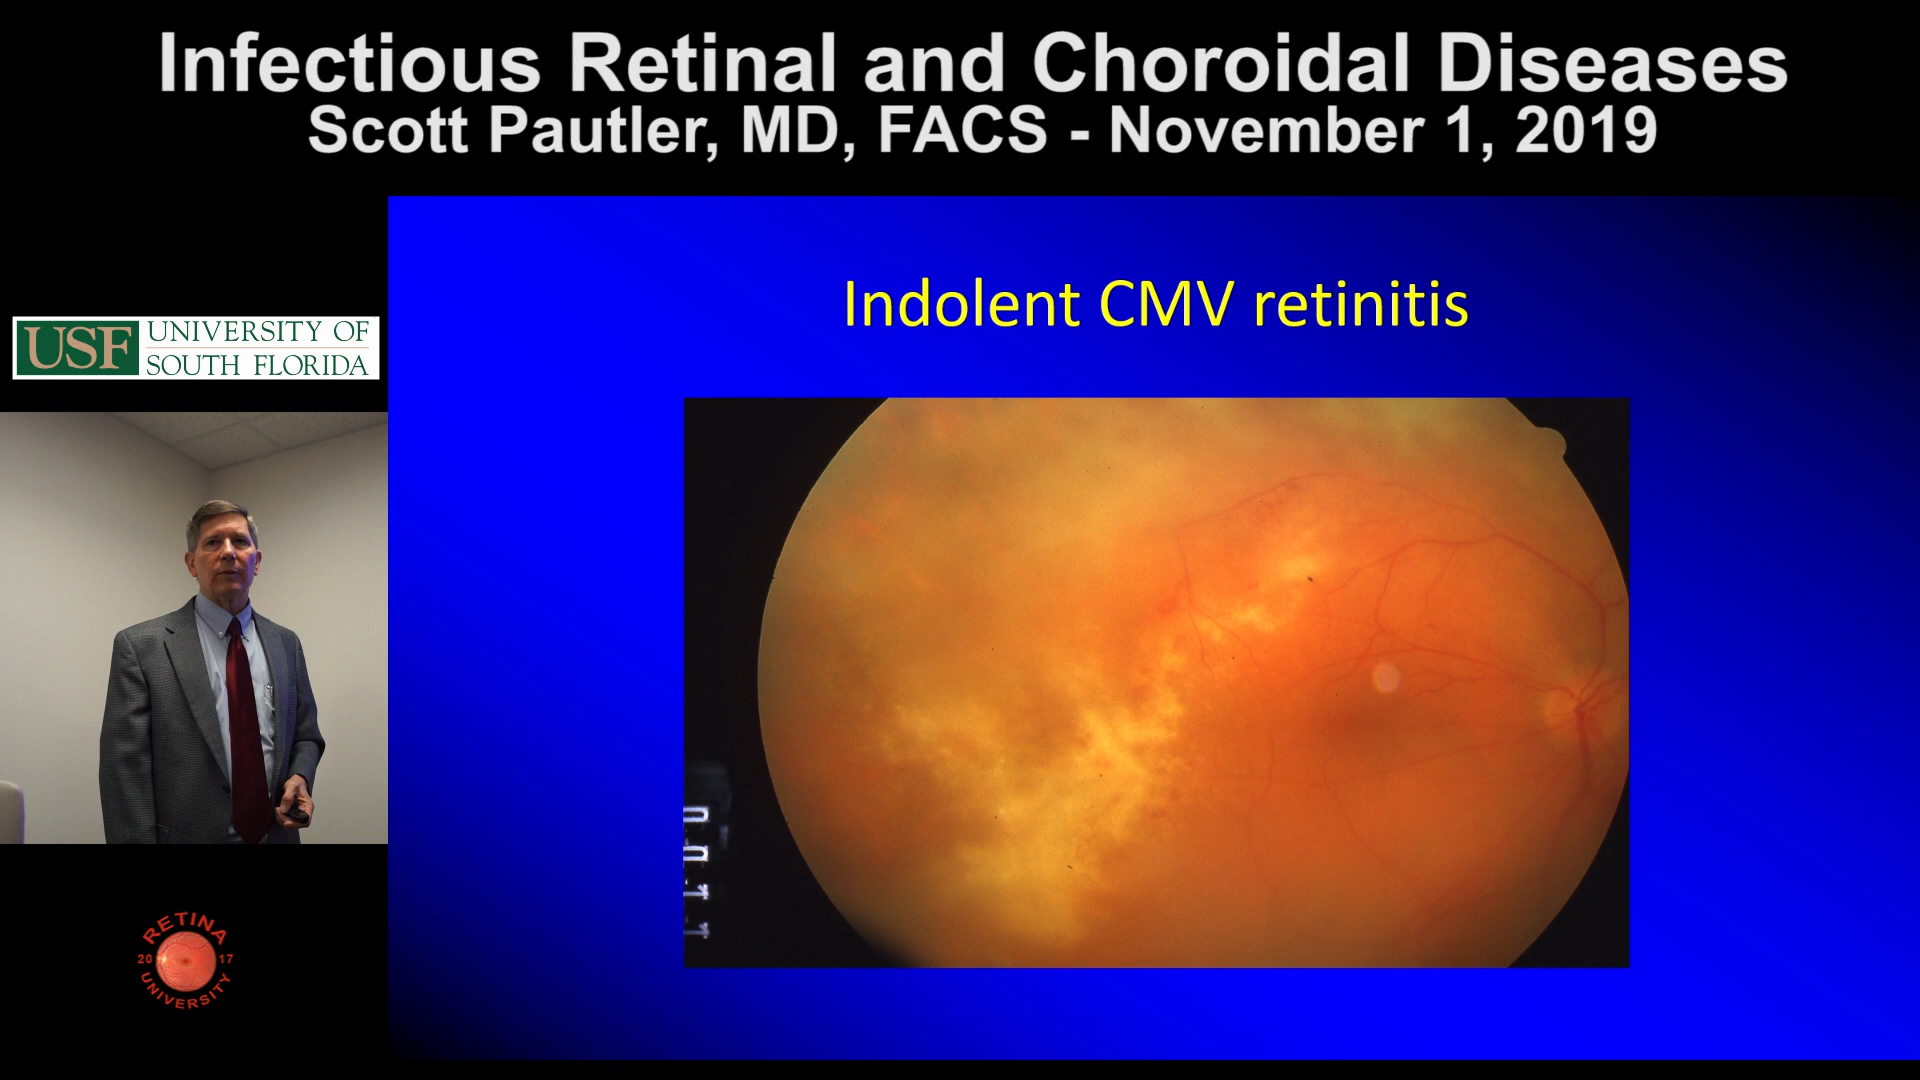 Infectious Retinal and Choroidal Diseases
Scott Pautler, MD, FACS - November 1, 2019
USF UNIVERSITY OF
SOUTH FLORIDA
Indolent CMV retinitis
RETINA
20 17
UNIVERSITY